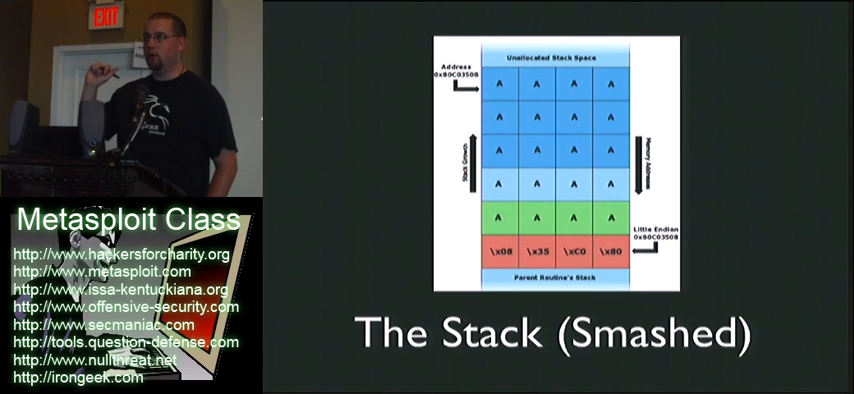 EXIT
Metasploit Class
http://www.hackersforcharity.org
http://www.metasploit.com
http://www.issa-kentuckiana.org
http://www.offensive-security.com
http://www.secmaniac.com
http://tools.question-defense.com
http://www.nullthreat.net
http://irongeek.com
Unallocated Stack Space
Address
0x80C03508
A A A A
A A A A
A A A A
Stack Growth
Memory Addresses
A A A A
A A A A
Little Endian
0x80C03508
\x08 \x35 \xC0 \x80
Parent Routine's Stack
The Stack (Smashed)